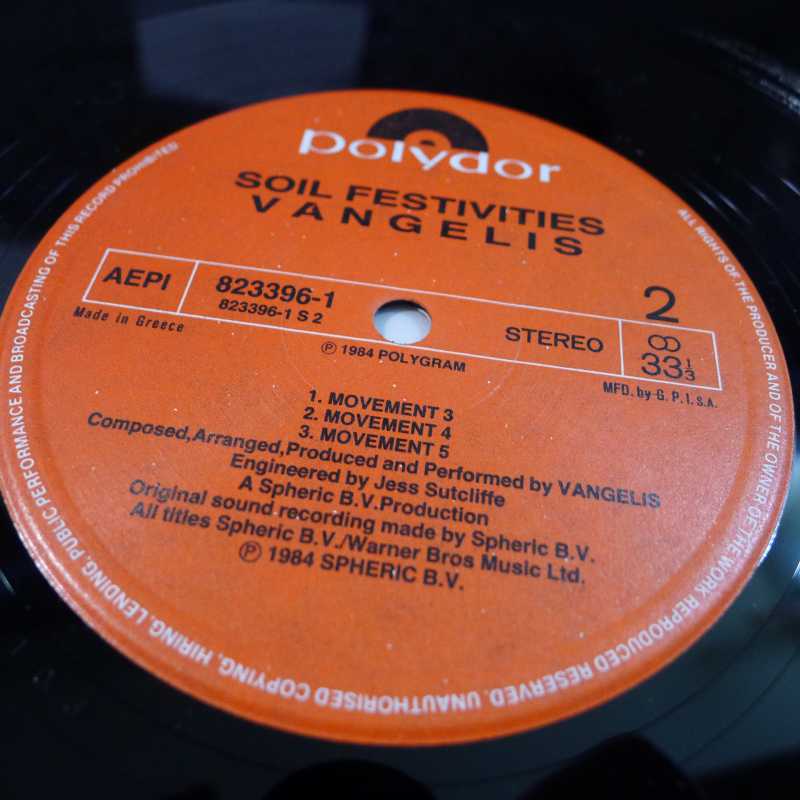 polydor
SOIL FESTIVITIES
VANGELIS
AEPI
823396-1
823396-1 S 2
Made in Greece
2
STEREO
33 1/3
MFD. by G. P. I. S.A.
Ⓟ 1984 POLYGRAM
1. MOVEMENT 3
2. MOVEMENT 4
3. MOVEMENT 5
Composed,Arranged,Produced and Performed by VANGELIS
Engineered by Jess Sutcliffe
A Spheric B.V.Production
Original sound recording made by Spheric B.V.
All titles Spheric B.V./Warner Bros Music Ltd.
Ⓟ 1984 SPHERIC B.V.
ALL RIGHTS OF THE PRODUCER AND OF THE OWNER OF THE WORK REPRODUCED RESERVED. UNAUTHORISED COPYING, HIRING, LENDING, PUBLIC PERFORMANCE AND BROADCASTING OF THIS RECORD PROHIBITED